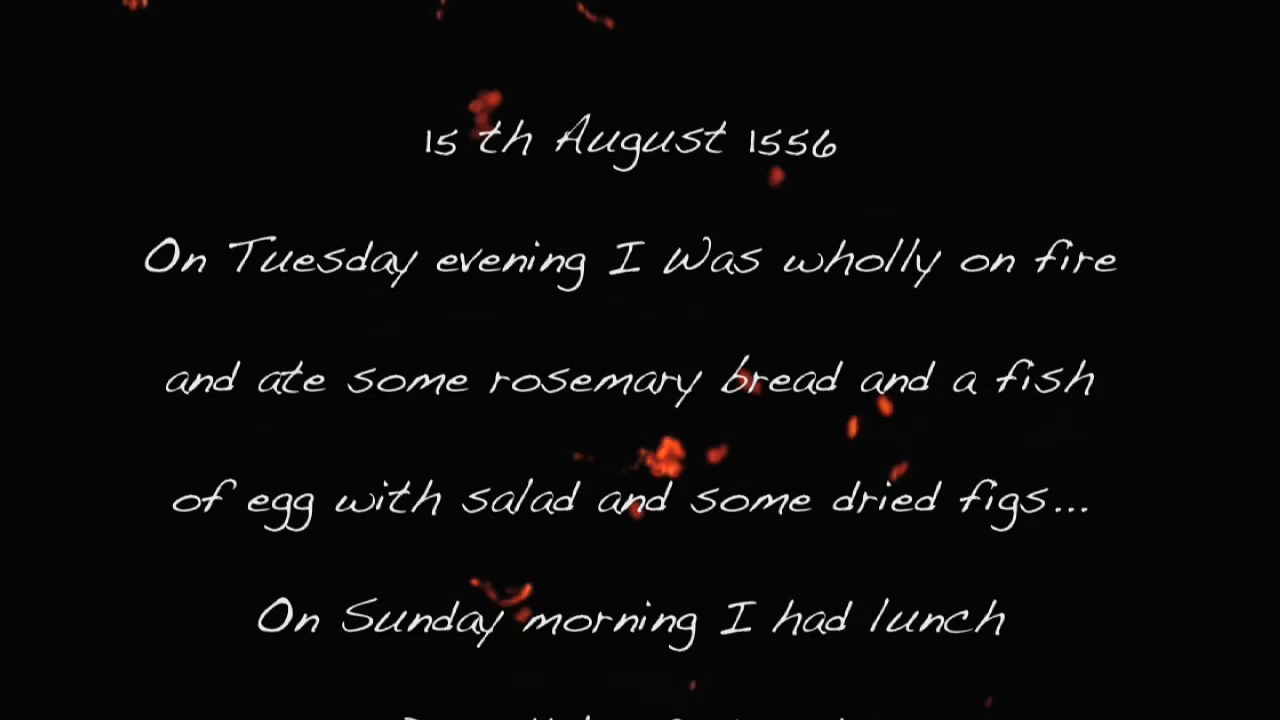 15 th August 1556
On Tuesday evening I Was wholly on fire
and ate some rosemary bread and a fish
of egg with salad and some dried figs...
On Sunday morning I had lunch